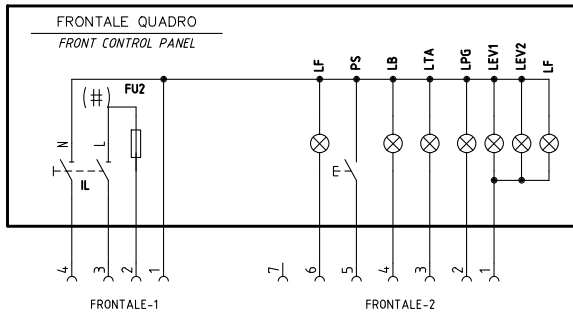 FRONTALE QUADRO
FRONT CONTROL PANEL
LF PS LB LTA LPG LEV1 LEV2 LF
(#) FU2
N L
IL
4 3 2 1 7 6 5 4 3 2 1
FRONTALE-1 FRONTALE-2